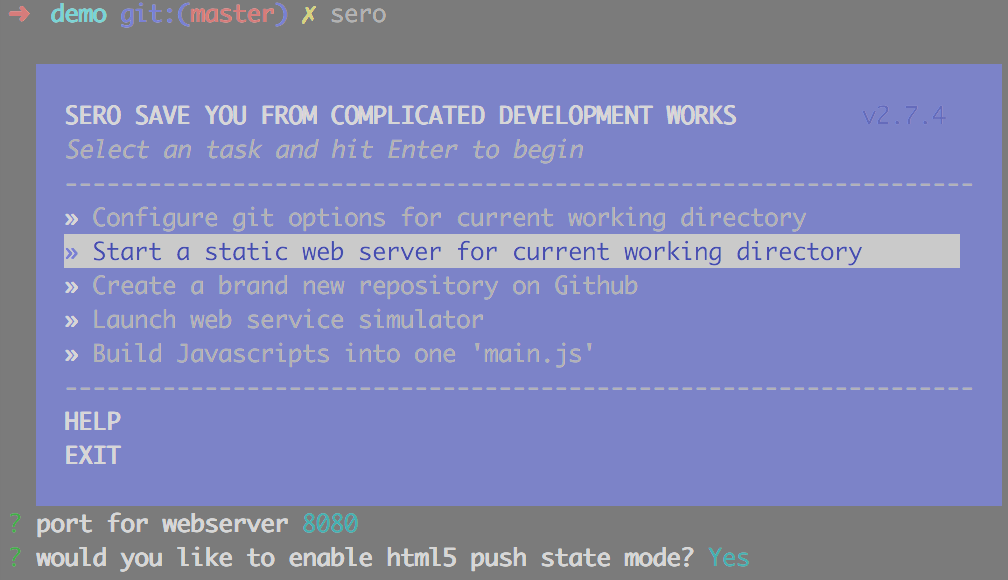 ➜ demo git:(master) ✗ sero
SERO SAVE YOU FROM COMPLICATED DEVELOPMENT WORKS v2.7.4
Select an task and hit Enter to begin
-----------------------------------------------------------------
» Configure git options for current working directory
» Start a static web server for current working directory
» Create a brand new repository on Github
» Launch web service simulator
» Build Javascripts into one 'main.js'
-----------------------------------------------------------------
HELP
EXIT
? port for webserver 8080
? would you like to enable html5 push state mode? Yes